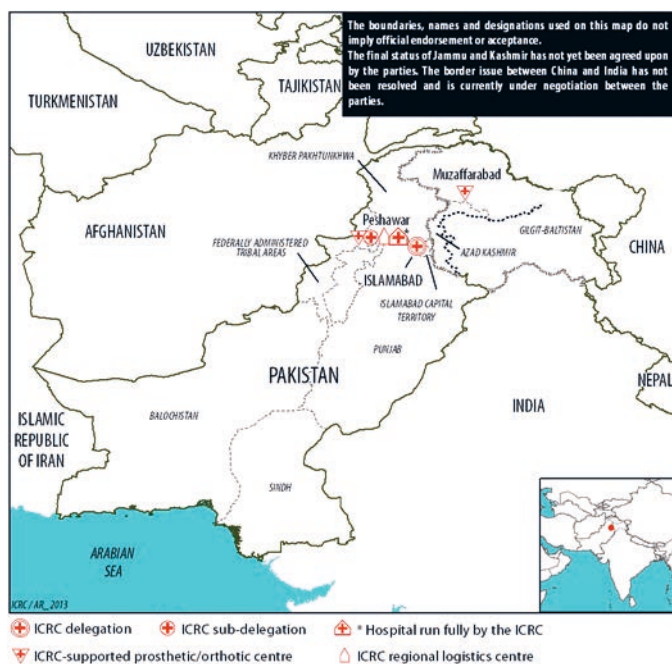 The boundaries, names and designations used on this map do not
imply official endorsement or acceptance.
The final status of Jammu and Kashmir has not yet been agreed upon
by the parties. The border issue between China and India has not
been resolved and is currently under negotiation between the
parties.
UZBEKISTAN
TAJIKISTAN
TURKMENISTAN
KHYBER PAKHTUNKHWA
Muzaffarabad
Peshawar
*
GILGIT-BALTISTAN
AFGHANISTAN
FEDERALLY ADMINISTERED
TRIBAL AREAS
AZAD KASHMIR
CHINA
ISLAMABAD
ISLAMABAD CAPITAL
TERRITORY
PUNJAB
PAKISTAN
NEPAL
INDIA
BALOCHISTAN
ISLAMIC
REPUBLIC
OF IRAN
SINDH
ARABIAN
SEA
ICRC / AR_2013
ICRC delegation
ICRC sub-delegation
* Hospital run fully by the ICRC
ICRC-supported prosthetic/orthotic centre
ICRC regional logistics centre